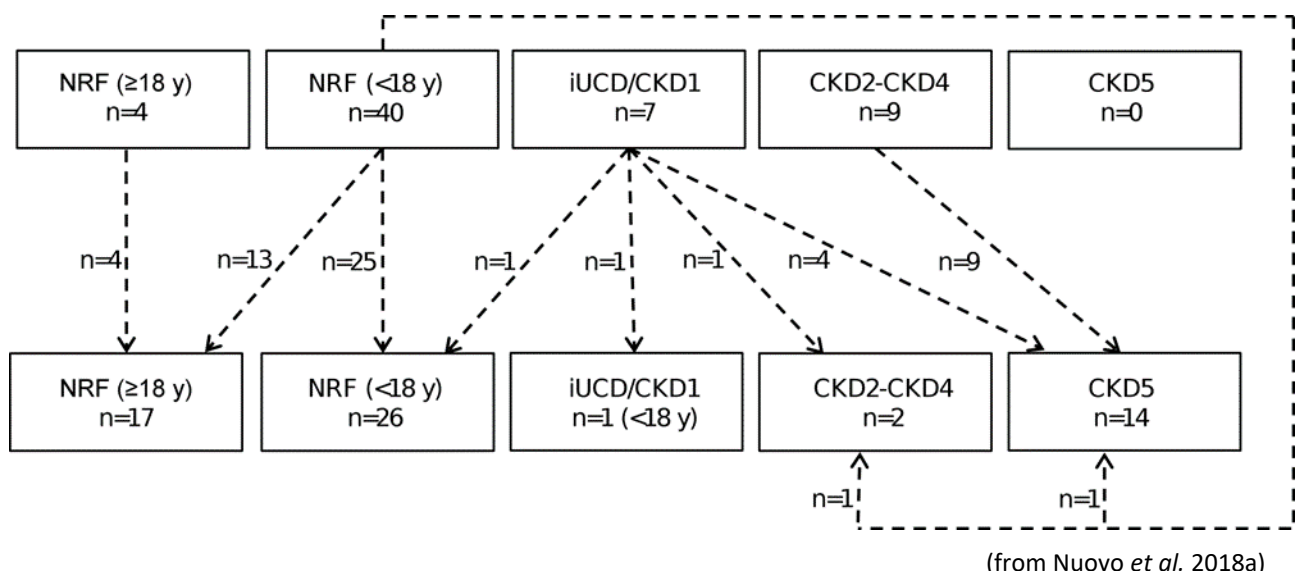 NRF (≥18 y)
n=4
NRF (<18 y)
n=40
iUCD/CKD1
n=7
CKD2-CKD4
n=9
CKD5
n=0
n=4
n=13
n=25
n=1
n=1
n=1
n=4
n=9
NRF (≥18 y)
n=17
NRF (<18 y)
n=26
iUCD/CKD1
n=1 (<18 y)
CKD2-CKD4
n=2
CKD5
n=14
n=1
n=1
(from Nuovo et al. 2018a)